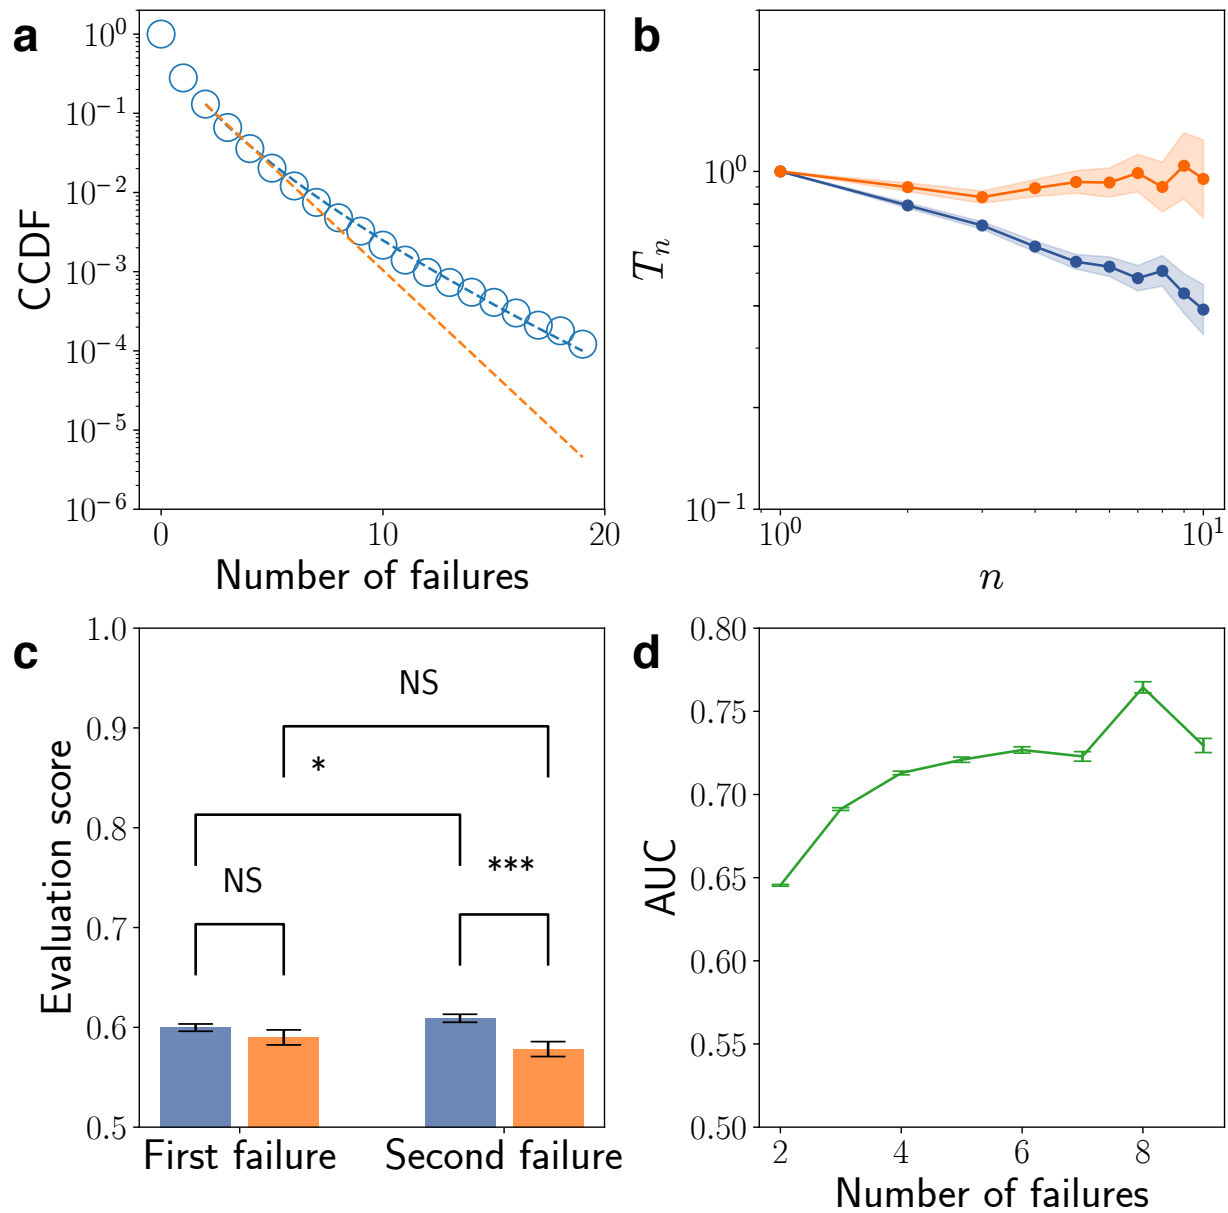 a
10^0
10^-1
10^-2
10^-3
10^-4
10^-5
10^-6
CCDF
0 10 20
Number of failures
b
10^0
10^-1
T_n
10^0 10^1
n
c
1.0
0.9
0.8
0.7
0.6
0.5
Evaluation score
NS
*
NS
***
First failure Second failure
d
0.80
0.75
0.70
0.65
0.60
0.55
0.50
AUC
2 4 6 8
Number of failures